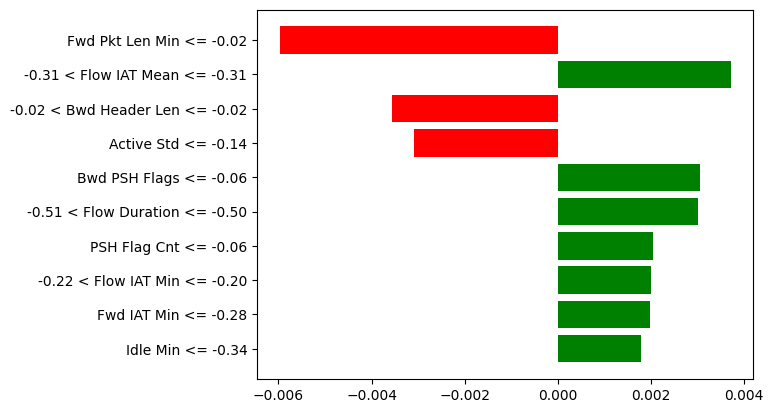 Fwd Pkt Len Min <= -0.02
-0.31 < Flow IAT Mean <= -0.31
-0.02 < Bwd Header Len <= -0.02
Active Std <= -0.14
Bwd PSH Flags <= -0.06
-0.51 < Flow Duration <= -0.50
PSH Flag Cnt <= -0.06
-0.22 < Flow IAT Min <= -0.20
Fwd IAT Min <= -0.28
Idle Min <= -0.34
−0.006 −0.004 −0.002 0.000 0.002 0.004